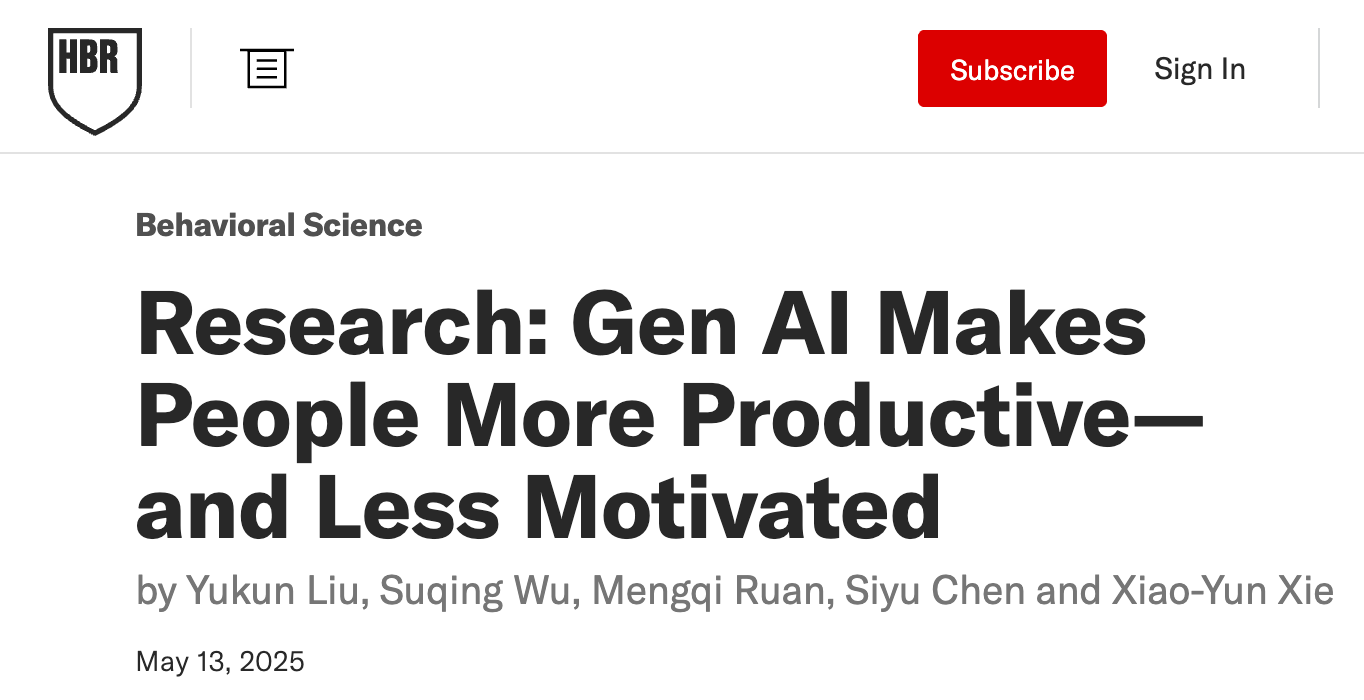 HBR
Subscribe
Sign In
Behavioral Science
Research: Gen AI Makes
People More Productive—
and Less Motivated
by Yukun Liu, Suqing Wu, Mengqi Ruan, Siyu Chen and Xiao-Yun Xie
May 13, 2025